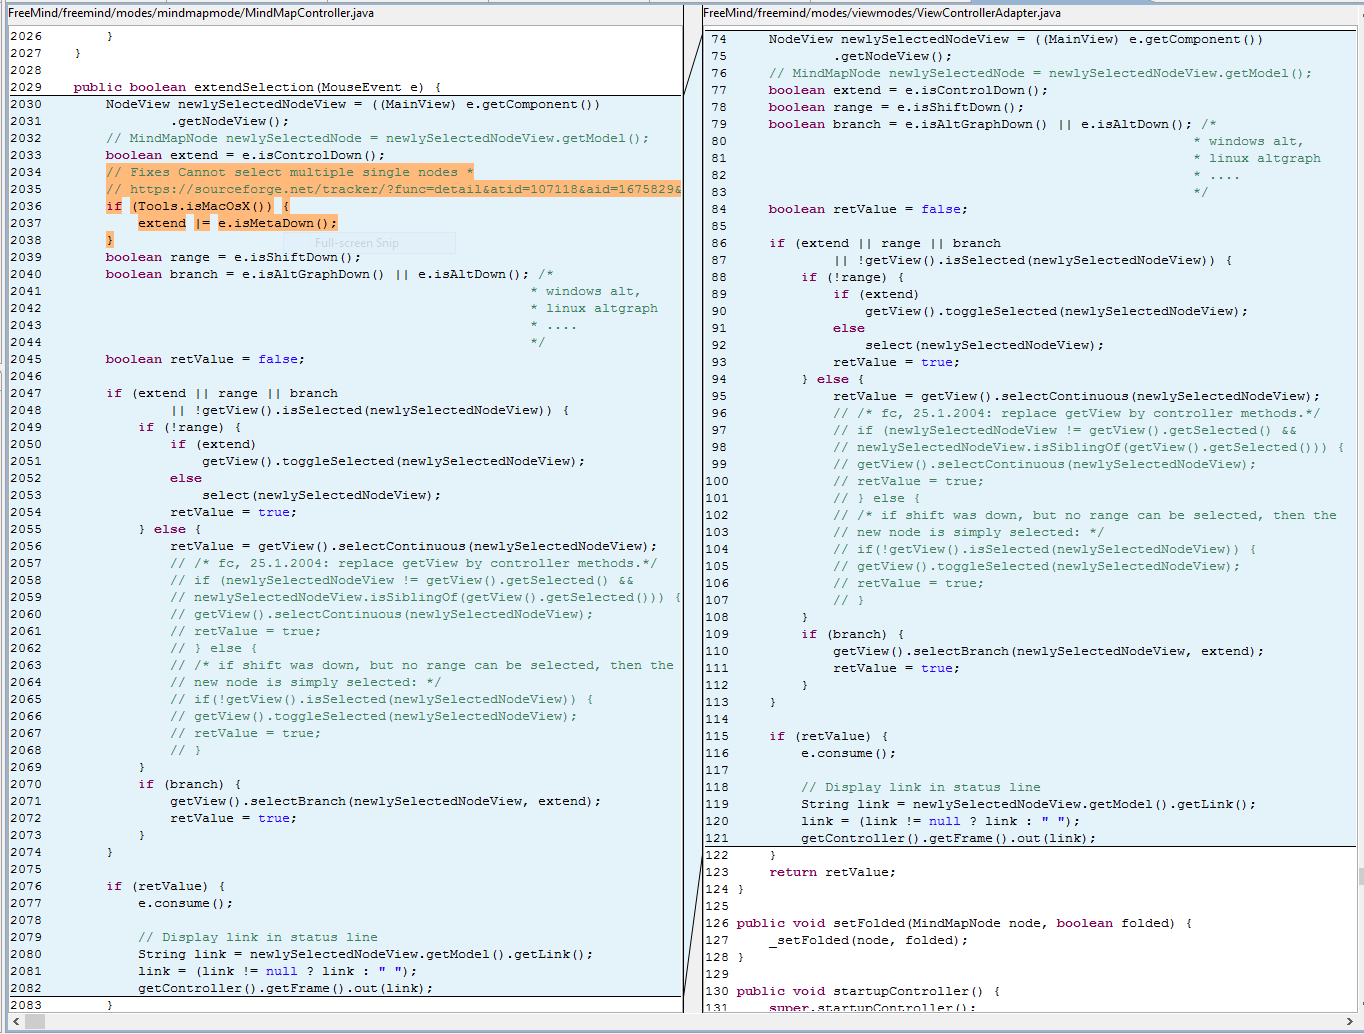 FreeMind/freemind/modes/mindmapmode/MindMapController.java
2026         }
2027     }
2028
2029     public boolean extendSelection(MouseEvent e) {
2030         NodeView newlySelectedNodeView = ((MainView) e.getComponent())
2031                 .getNodeView();
2032         // MindMapNode newlySelectedNode = newlySelectedNodeView.getModel();
2033         boolean extend = e.isControlDown();
2034         // Fixes Cannot select multiple single nodes *
2035         // https://sourceforge.net/tracker/?func=detail&atid=107118&aid=1675829&
2036         if (Tools.isMacOsX()) {
2037             extend |= e.isMetaDown();
2038         }
Full-screen Snip
2039         boolean range = e.isShiftDown();
2040         boolean branch = e.isAltGraphDown() || e.isAltDown(); /*
2041                                                              * windows alt,
2042                                                              * linux altgraph
2043                                                              * ....
2044                                                              */
2045         boolean retValue = false;
2046
2047         if (extend || range || branch
2048                 || !getView().isSelected(newlySelectedNodeView)) {
2049             if (!range) {
2050                 if (extend)
2051                     getView().toggleSelected(newlySelectedNodeView);
2052                 else
2053                     select(newlySelectedNodeView);
2054                 retValue = true;
2055             } else {
2056                 retValue = getView().selectContinuous(newlySelectedNodeView);
2057                 // /* fc, 25.1.2004: replace getView by controller methods.*/
2058                 // if (newlySelectedNodeView != getView().getSelected() &&
2059                 // newlySelectedNodeView.isSiblingOf(getView().getSelected())) {
2060                 // getView().selectContinuous(newlySelectedNodeView);
2061                 // retValue = true;
2062                 // } else {
2063                 // /* if shift was down, but no range can be selected, then the
2064                 // new node is simply selected: */
2065                 // if(!getView().isSelected(newlySelectedNodeView)) {
2066                 // getView().toggleSelected(newlySelectedNodeView);
2067                 // retValue = true;
2068                 // }
2069             }
2070             if (branch) {
2071                 getView().selectBranch(newlySelectedNodeView, extend);
2072                 retValue = true;
2073             }
2074         }
2075
2076         if (retValue) {
2077             e.consume();
2078
2079             // Display link in status line
2080             String link = newlySelectedNodeView.getModel().getLink();
2081             link = (link != null ? link : " ");
2082             getController().getFrame().out(link);
2083         }
FreeMind/freemind/modes/viewmodes/ViewControllerAdapter.java
74     NodeView newlySelectedNodeView = ((MainView) e.getComponent())
75             .getNodeView();
76     // MindMapNode newlySelectedNode = newlySelectedNodeView.getModel();
77     boolean extend = e.isControlDown();
78     boolean range = e.isShiftDown();
79     boolean branch = e.isAltGraphDown() || e.isAltDown(); /*
80                                                          * windows alt,
81                                                          * linux altgraph
82                                                          * ....
83                                                          */
84     boolean retValue = false;
85
86     if (extend || range || branch
87             || !getView().isSelected(newlySelectedNodeView)) {
88         if (!range) {
89             if (extend)
90                 getView().toggleSelected(newlySelectedNodeView);
91             else
92                 select(newlySelectedNodeView);
93             retValue = true;
94         } else {
95             retValue = getView().selectContinuous(newlySelectedNodeView);
96             // /* fc, 25.1.2004: replace getView by controller methods.*/
97             // if (newlySelectedNodeView != getView().getSelected() &&
98             // newlySelectedNodeView.isSiblingOf(getView().getSelected())) {
99             // getView().selectContinuous(newlySelectedNodeView);
100             // retValue = true;
101             // } else {
102             // /* if shift was down, but no range can be selected, then the
103             // new node is simply selected: */
104             // if(!getView().isSelected(newlySelectedNodeView)) {
105             // getView().toggleSelected(newlySelectedNodeView);
106             // retValue = true;
107             // }
108         }
109         if (branch) {
110             getView().selectBranch(newlySelectedNodeView, extend);
111             retValue = true;
112         }
113     }
114
115     if (retValue) {
116         e.consume();
117
118         // Display link in status line
119         String link = newlySelectedNodeView.getModel().getLink();
120         link = (link != null ? link : " ");
121         getController().getFrame().out(link);
122     }
123     return retValue;
124 }
125
126 public void setFolded(MindMapNode node, boolean folded) {
127     _setFolded(node, folded);
128 }
129
130 public void startupController() {
131     super.startupController();